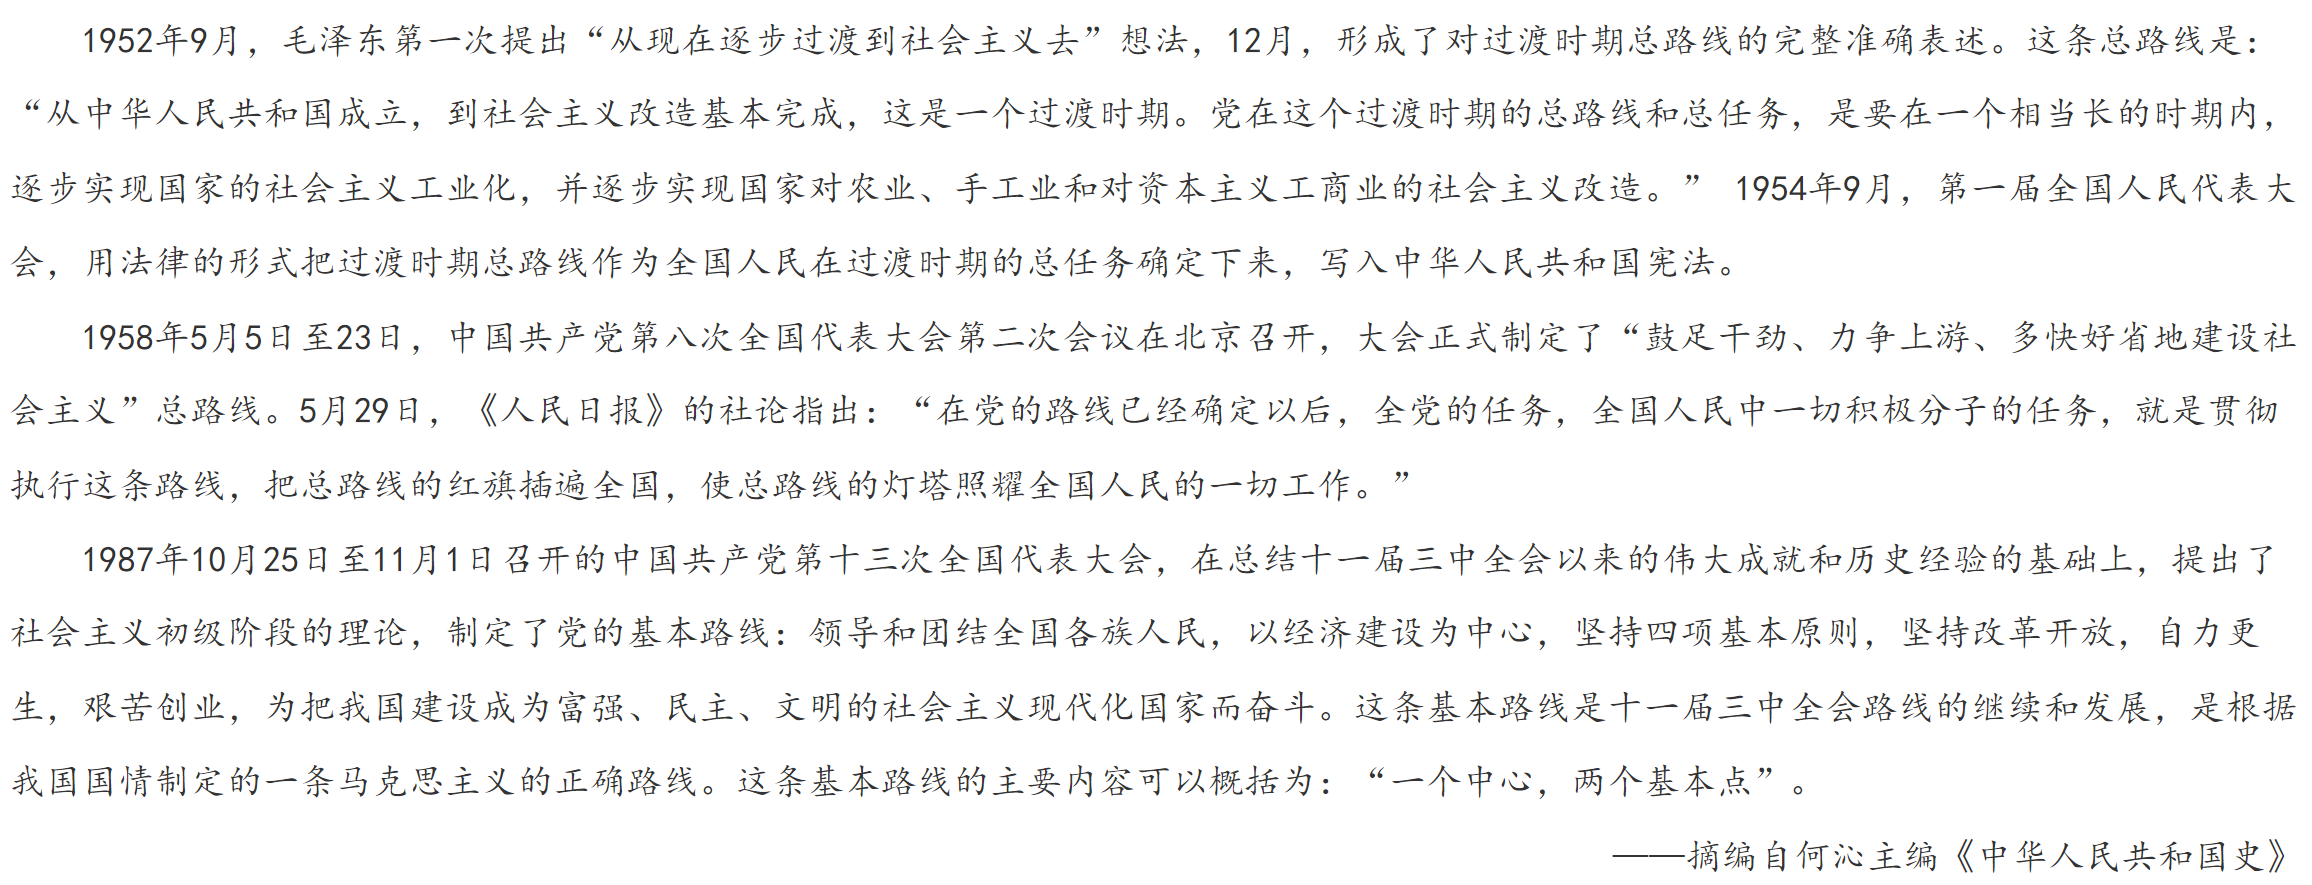 1952年9月，毛泽东第一次提出“从现在逐步过渡到社会主义去”想法，12月，形成了对过渡时期总路线的完整准确表述。这条总路线是：
“从中华人民共和国成立，到社会主义改造基本完成，这是一个过渡时期。党在这个过渡时期的总路线和总任务，是要在一个相当长的时期内，
逐步实现国家的社会主义工业化，并逐步实现国家对农业、手工业和对资本主义工商业的社会主义改造。” 1954年9月，第一届全国人民代表大
会，用法律的形式把过渡时期总路线作为全国人民在过渡时期的总任务确定下来，写入中华人民共和国宪法。
1958年5月5日至23日，中国共产党第八次全国代表大会第二次会议在北京召开，大会正式制定了“鼓足干劲、力争上游、多快好省地建设社
会主义”总路线。5月29日，《人民日报》的社论指出：“在党的路线已经确定以后，全党的任务，全国人民中一切积极分子的任务，就是贯彻
执行这条路线，把总路线的红旗插遍全国，使总路线的灯塔照耀全国人民的一切工作。”
1987年10月25日至11月1日召开的中国共产党第十三次全国代表大会，在总结十一届三中全会以来的伟大成就和历史经验的基础上，提出了
社会主义初级阶段的理论，制定了党的基本路线：领导和团结全国各族人民，以经济建设为中心，坚持四项基本原则，坚持改革开放，自力更
生，艰苦创业，为把我国建设成为富强、民主、文明的社会主义现代化国家而奋斗。这条基本路线是十一届三中全会路线的继续和发展，是根据
我国国情制定的一条马克思主义的正确路线。这条基本路线的主要内容可以概括为：“一个中心，两个基本点”。
——摘编自何沁主编《中华人民共和国史》